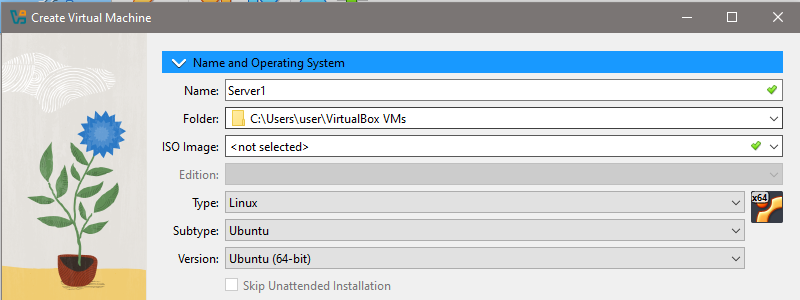 Create Virtual Machine
Name and Operating System
Name: Server1
Folder: C:\Users\user\VirtualBox VMs
ISO Image: <not selected>
Edition:
Type: Linux x64
Subtype: Ubuntu
Version: Ubuntu (64-bit)
Skip Unattended Installation